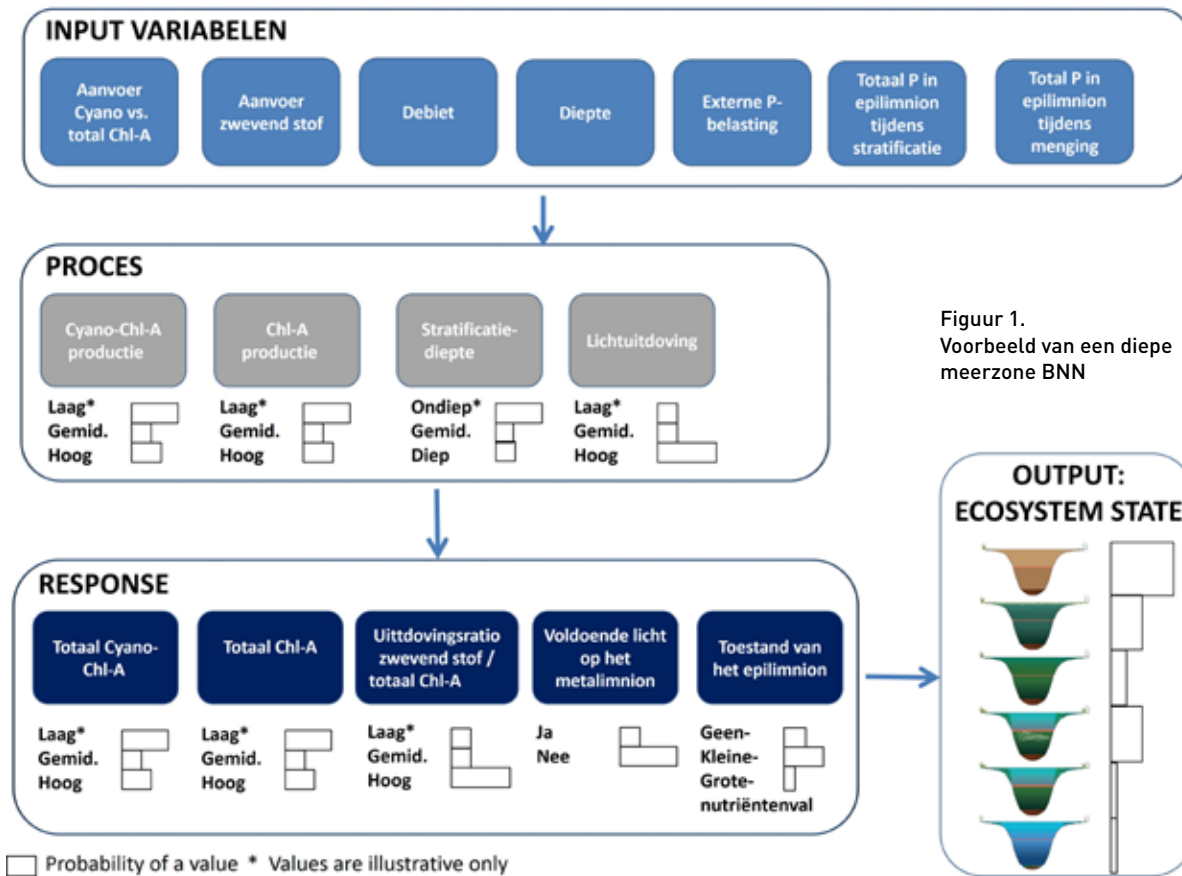 INPUT VARIABELEN
Aanvoer
Cyano vs.
total Chl-A
Aanvoer
zwevend stof
Debiet
Diepte
Externe P-
belasting
Totaal P in
epilimnion
tijdens
stratificatie
Total P in
epilimnion
tijdens
menging
PROCES
Cyano-Chl-A
productie
Chl-A
productie
Stratificatie-
diepte
Lichtuitdoving
Laag*
Gemid.
Hoog
Laag*
Gemid.
Hoog
Ondiep*
Gemid.
Diep
Laag*
Gemid.
Hoog
Figuur 1.
Voorbeeld van een diepe
meerzone BNN
RESPONSE
Totaal Cyano-
Chl-A
Totaal Chl-A
Uittdovingsratio
zwevend stof /
totaal Chl-A
Voldoende licht
op het
metalimnion
Toestand van
het epilimnion
Laag*
Gemid.
Hoog
Laag*
Gemid.
Hoog
Laag*
Gemid.
Hoog
Ja
Nee
Geen-
Kleine-
Grote-
nutriëntenval
OUTPUT:
ECOSYSTEM STATE
Probability of a value * Values are illustrative only